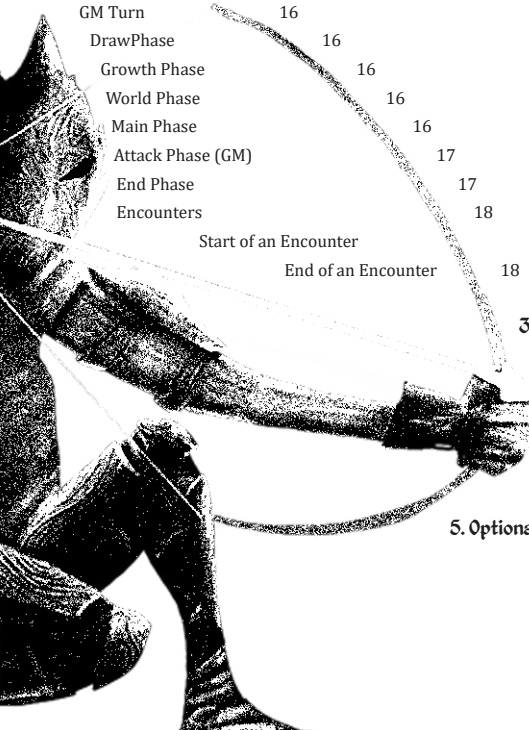 GM Turn 16
DrawPhase 16
Growth Phase 16
World Phase 16
Main Phase 16
Attack Phase (GM) 17
End Phase 17
Encounters 18
Start of an Encounter
End of an Encounter 18
3
5. Optiona